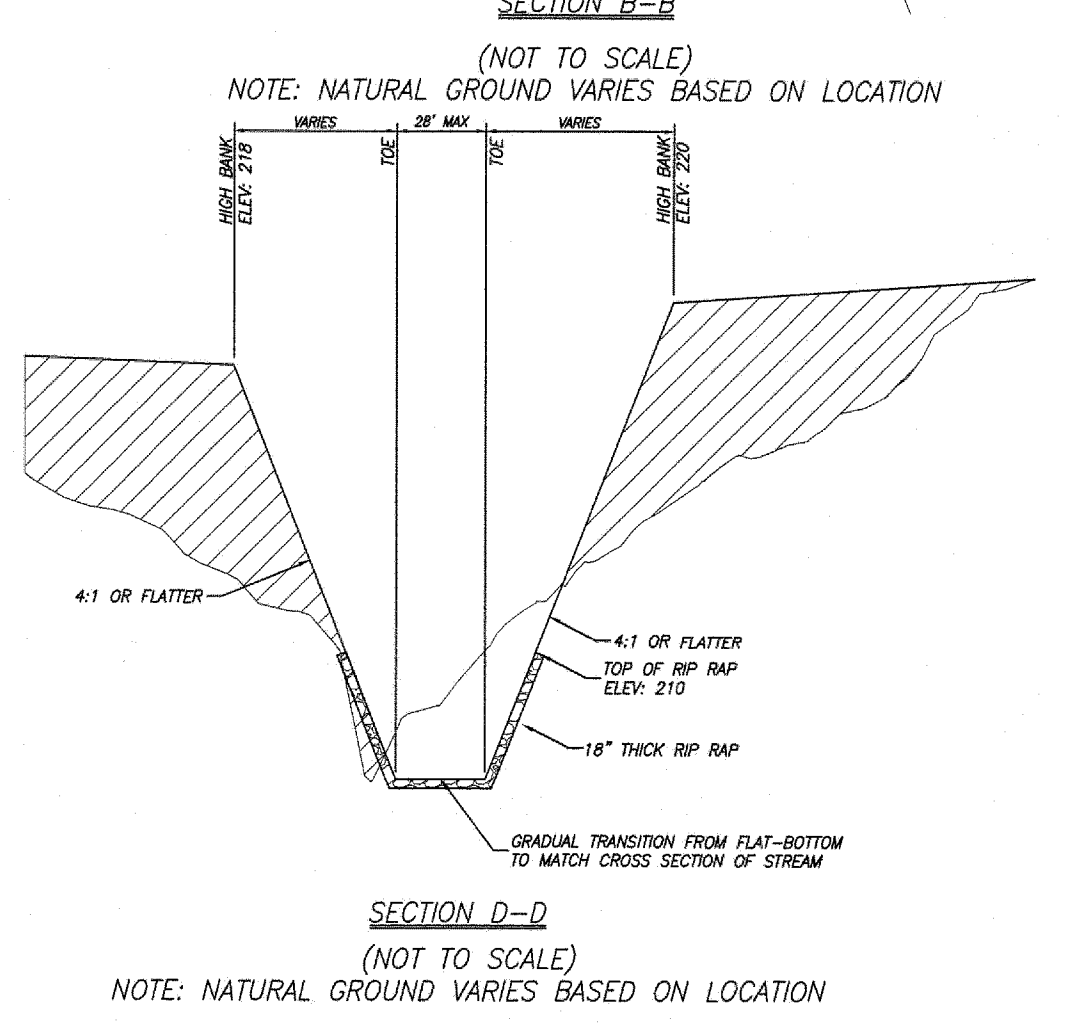 SECTION B-B
(NOT TO SCALE)
NOTE: NATURAL GROUND VARIES BASED ON LOCATION
VARIES
28' MAX
VARIES
HIGH BANK
ELEV: 218
TOE
TOE
HIGH BANK
ELEV: 220
4:1 OR FLATTER
4:1 OR FLATTER
TOP OF RIP RAP
ELEV: 210
18" THICK RIP RAP
GRADUAL TRANSITION FROM FLAT-BOTTOM
TO MATCH CROSS SECTION OF STREAM
SECTION D-D
(NOT TO SCALE)
NOTE: NATURAL GROUND VARIES BASED ON LOCATION